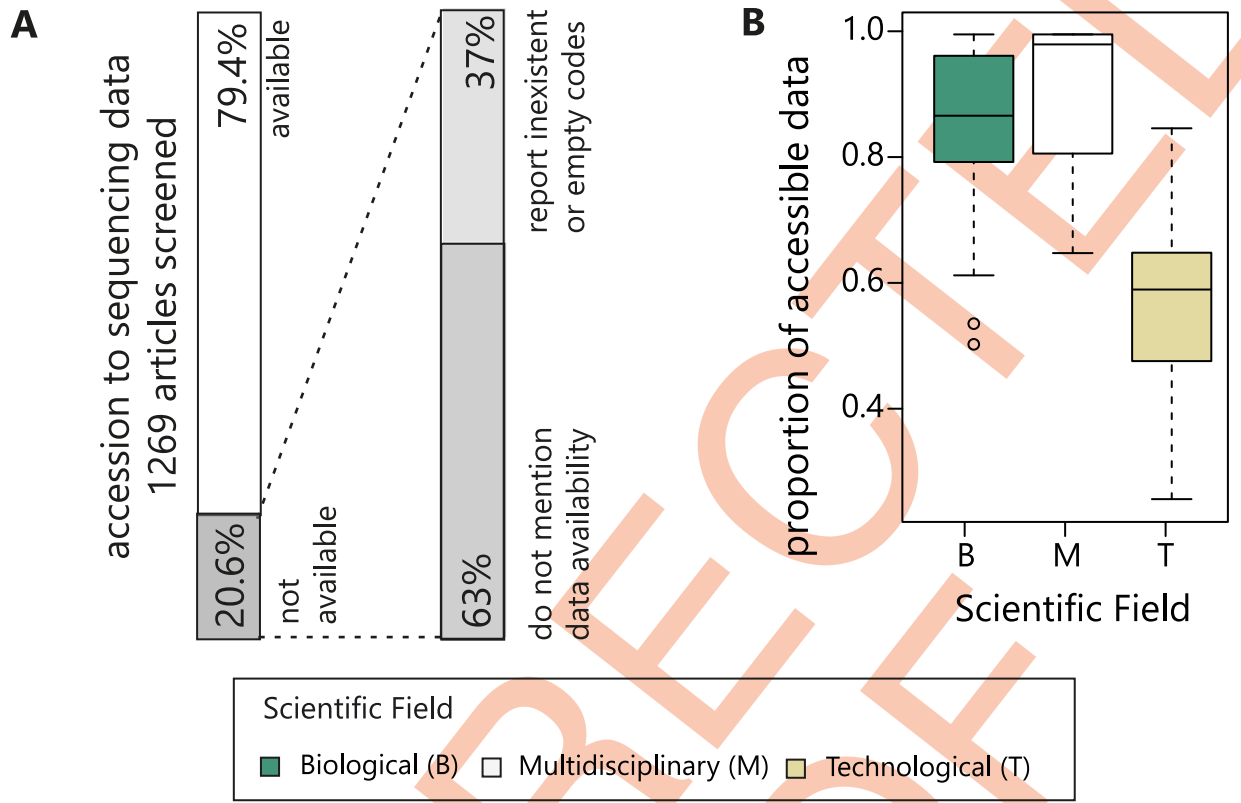 A
accession to sequencing data
1269 articles screened
79.4%
available
20.6%
not
available
37%
report inexistent
or empty codes
63%
do not mention
data availability
B
proportion of accessible data
1.0
0.8
0.6
0.4
B M T
Scientific Field
Scientific Field
Biological (B) Multidisciplinary (M) Technological (T)